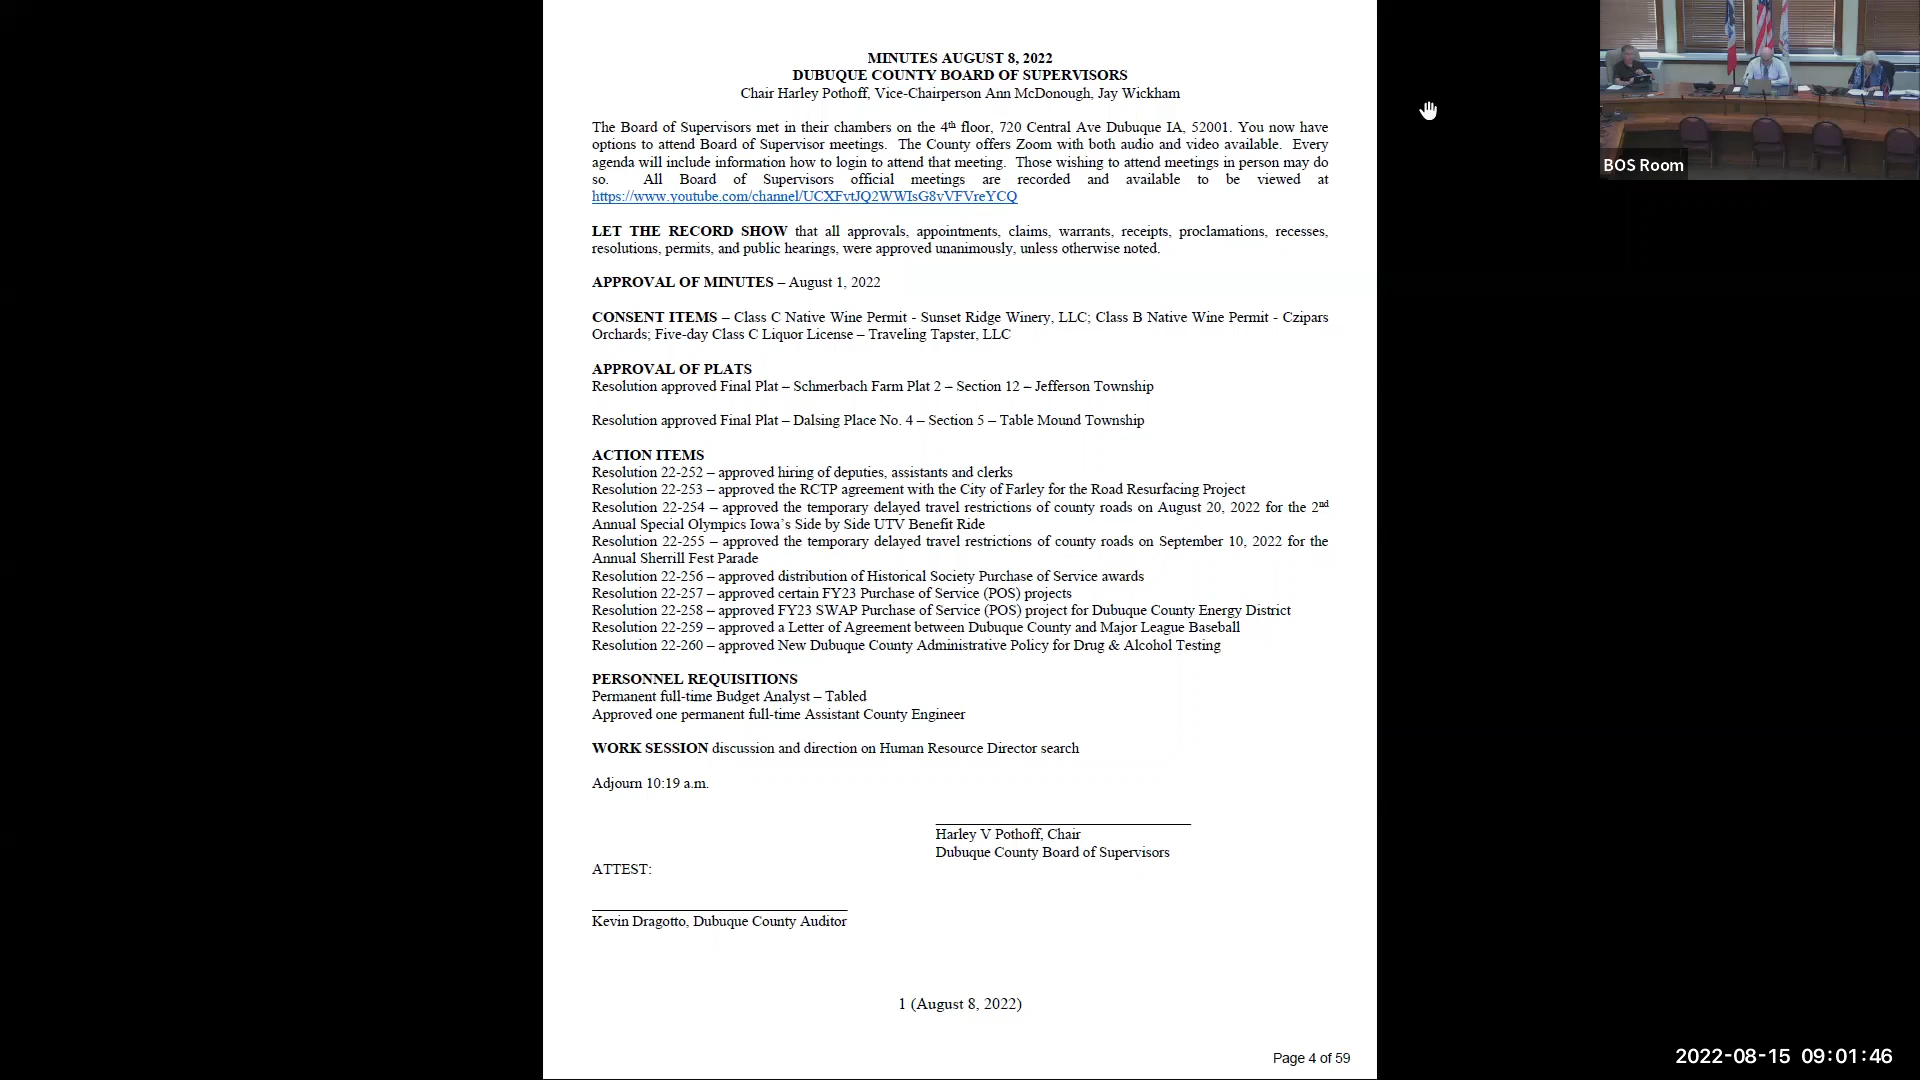 MINUTES AUGUST 8, 2022
DUBUQUE COUNTY BOARD OF SUPERVISORS
Chair Harley Pothoff, Vice-Chairperson Ann McDonough, Jay Wickham
The Board of Supervisors met in their chambers on the 4th floor, 720 Central Ave Dubuque IA, 52001. You now have
options to attend Board of Supervisor meetings. The County offers Zoom with both audio and video available. Every
agenda will include information how to login to attend that meeting. Those wishing to attend meetings in person may do
so. All Board of Supervisors official meetings are recorded and available to be viewed at
https://www.youtube.com/channel/UCXFvtJQ2WWIsG8vVFVreYCQ
LET THE RECORD SHOW that all approvals, appointments, claims, warrants, receipts, proclamations, recesses,
resolutions, permits, and public hearings, were approved unanimously, unless otherwise noted.
APPROVAL OF MINUTES – August 1, 2022
CONSENT ITEMS – Class C Native Wine Permit - Sunset Ridge Winery, LLC; Class B Native Wine Permit - Czipars
Orchards; Five-day Class C Liquor License – Traveling Tapster, LLC
APPROVAL OF PLATS
Resolution approved Final Plat – Schmerbach Farm Plat 2 – Section 12 – Jefferson Township
Resolution approved Final Plat – Dalsing Place No. 4 – Section 5 – Table Mound Township
ACTION ITEMS
Resolution 22-252 – approved hiring of deputies, assistants and clerks
Resolution 22-253 – approved the RCTP agreement with the City of Farley for the Road Resurfacing Project
Resolution 22-254 – approved the temporary delayed travel restrictions of county roads on August 20, 2022 for the 2nd
Annual Special Olympics Iowa's Side by Side UTV Benefit Ride
Resolution 22-255 – approved the temporary delayed travel restrictions of county roads on September 10, 2022 for the
Annual Sherrill Fest Parade
Resolution 22-256 – approved distribution of Historical Society Purchase of Service awards
Resolution 22-257 – approved certain FY23 Purchase of Service (POS) projects
Resolution 22-258 – approved FY23 SWAP Purchase of Service (POS) project for Dubuque County Energy District
Resolution 22-259 – approved a Letter of Agreement between Dubuque County and Major League Baseball
Resolution 22-260 – approved New Dubuque County Administrative Policy for Drug & Alcohol Testing
PERSONNEL REQUISITIONS
Permanent full-time Budget Analyst – Tabled
Approved one permanent full-time Assistant County Engineer
WORK SESSION discussion and direction on Human Resource Director search
Adjourn 10:19 a.m.
Harley V Pothoff, Chair
Dubuque County Board of Supervisors
ATTEST:
Kevin Dragotto, Dubuque County Auditor
1 (August 8, 2022)
Page 4 of 59
BOS Room
2022-08-15 09:01:46